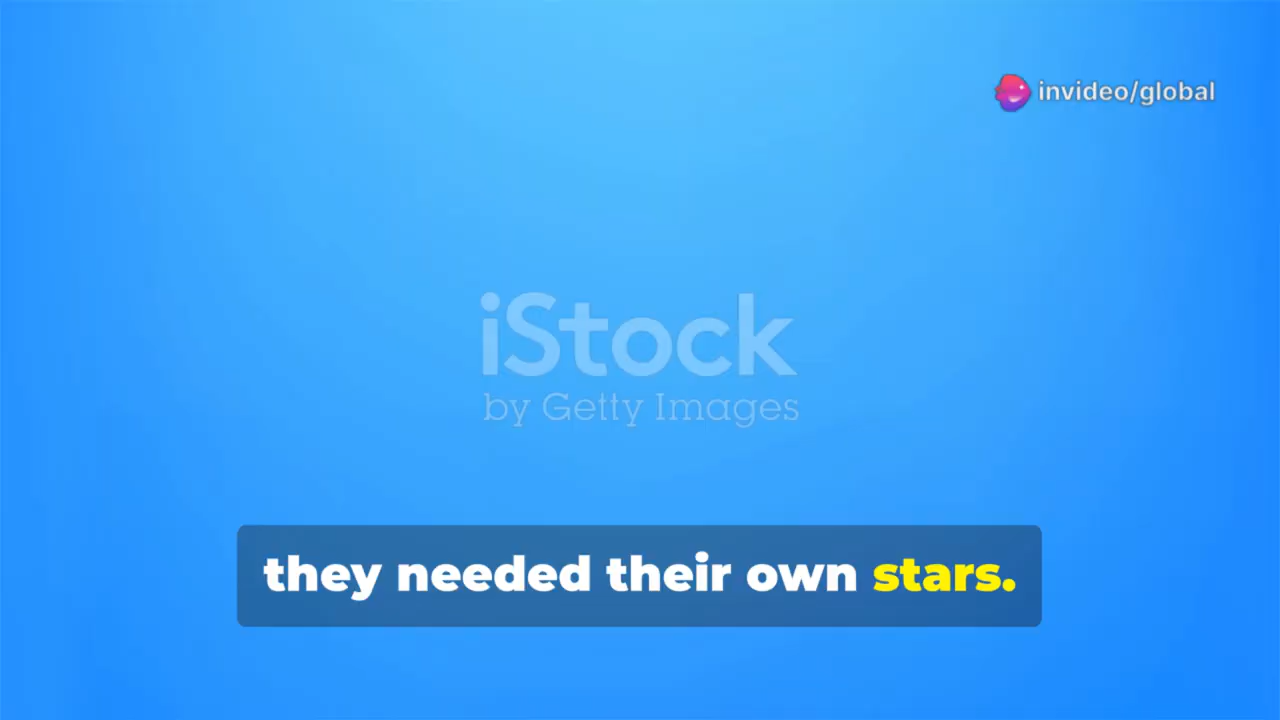 invideo/global
iStock
by Getty Images
they needed their own stars.